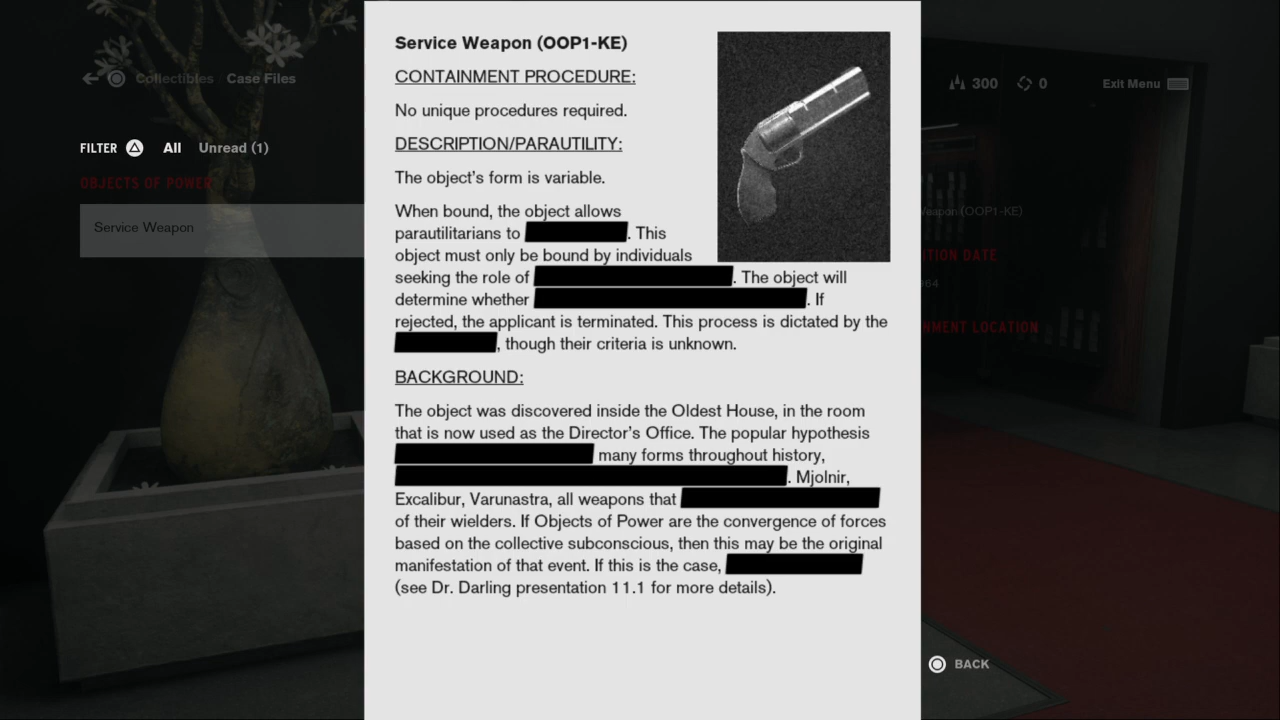 Collectibles Case Files
300 0 Exit Menu
FILTER All Unread (1)
OBJECTS OF POWER
Service Weapon
Service Weapon (OOP1-KE)
CONTAINMENT PROCEDURE:
No unique procedures required.
DESCRIPTION/PARAUTILITY:
The object's form is variable.
When bound, the object allows
parautilitarians to . This
object must only be bound by individuals
seeking the role of . The object will
determine whether . If
rejected, the applicant is terminated. This process is dictated by the
, though their criteria is unknown.
BACKGROUND:
The object was discovered inside the Oldest House, in the room
that is now used as the Director's Office. The popular hypothesis
many forms throughout history,
. Mjolnir,
Excalibur, Varunastra, all weapons that
of their wielders. If Objects of Power are the convergence of forces
based on the collective subconscious, then this may be the original
manifestation of that event. If this is the case,
(see Dr. Darling presentation 11.1 for more details).
(OOP1-KE)
DATE
64
LOCATION
BACK